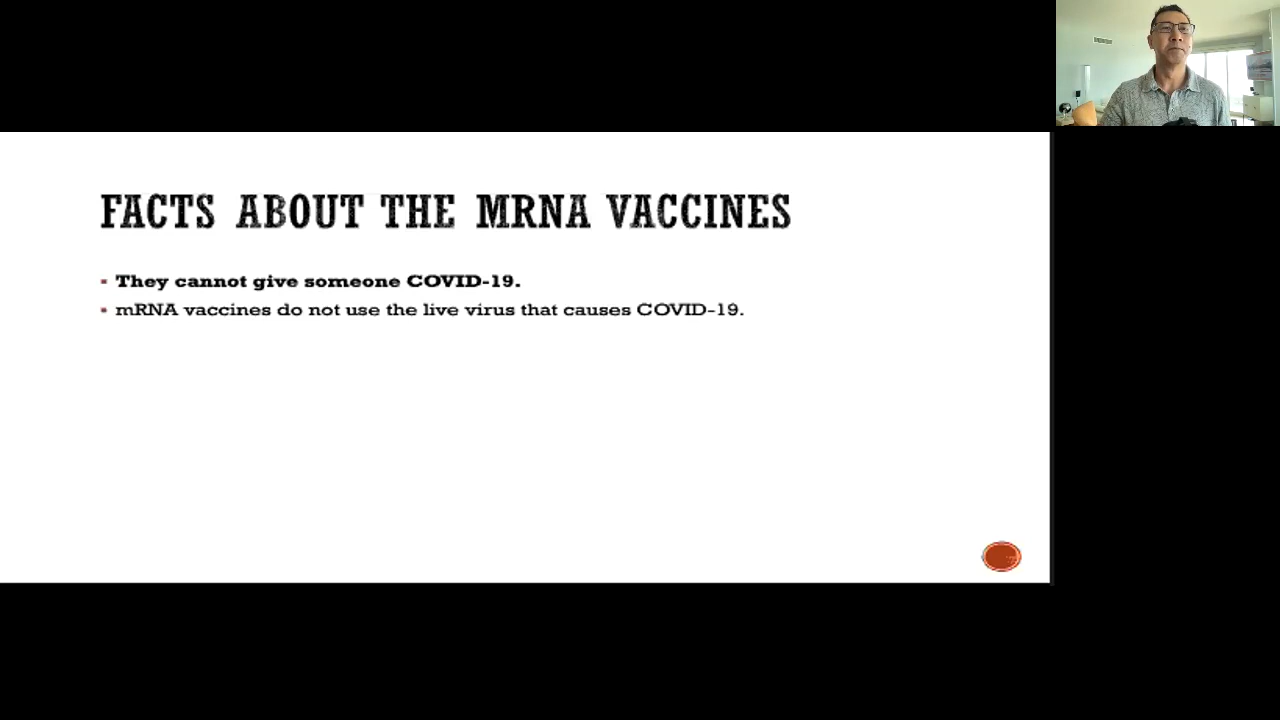 FACTS ABOUT THE MRNA VACCINES
▪ They cannot give someone COVID-19.
▪ mRNA vaccines do not use the live virus that causes COVID-19.